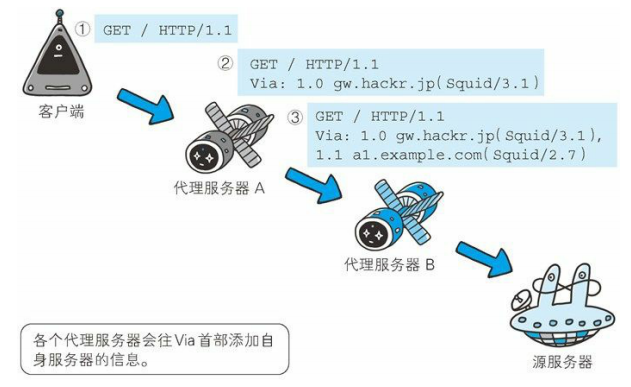 ① GET / HTTP/1.1
② GET / HTTP/1.1
Via: 1.0 gw.hackr.jp(Squid/3.1)
③ GET / HTTP/1.1
Via: 1.0 gw.hackr.jp(Squid/3.1),
1.1 a1.example.com(Squid/2.7)
客户端
代理服务器 A
代理服务器 B
源服务器
各个代理服务器会往Via 首部添加自
身服务器的信息。